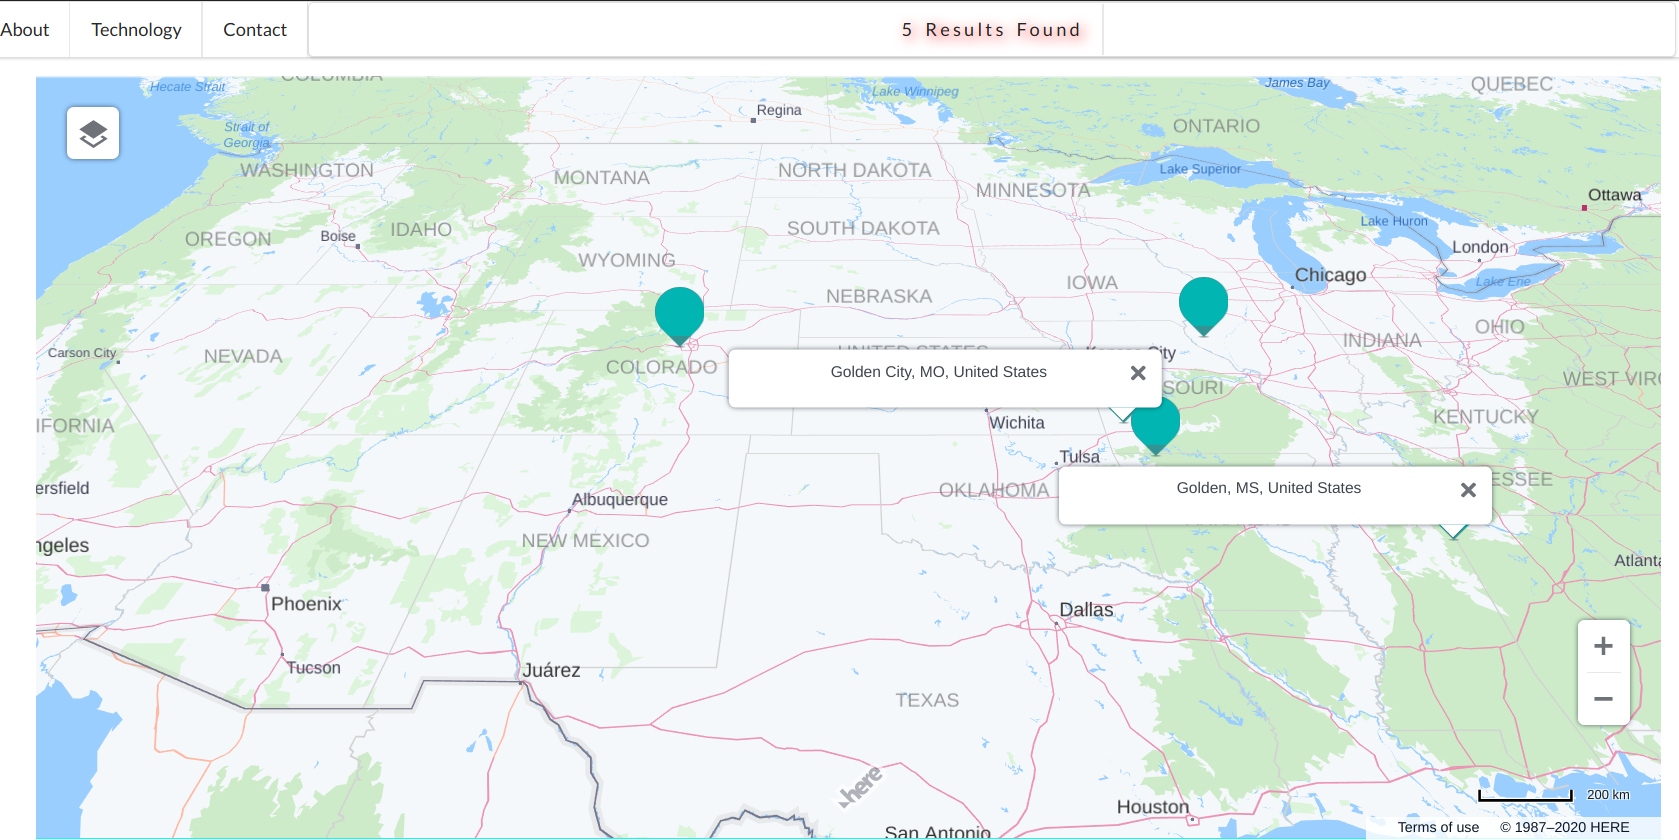 About
Technology
Contact
5 Results Found
COLUMBIA
Hecate Strait
Lake Winnipeg
James Bay
QUEBEC
Regina
Strait of
Georgia
ONTARIO
WASHINGTON
MONTANA
NORTH DAKOTA
MINNESOTA
Lake Superior
Ottawa
OREGON
Boise
IDAHO
SOUTH DAKOTA
Lake Huron
London
WYOMING
IOWA
Chicago
Lake Erie
NEBRASKA
OHIO
INDIANA
Carson City
NEVADA
COLORADO
UNITED STATES
City
Golden City, MO, United States
SOURI
WEST VIRG
IFORNIA
Wichita
KENTUCKY
Tulsa
ersfield
Albuquerque
OKLAHOMA
Golden, MS, United States
ESSEE
ngeles
NEW MEXICO
Atlanta
Phoenix
Dallas
Tucson
Juárez
TEXAS
here
200 km
Houston
San Antonio
Terms of use
© 1987–2020 HERE